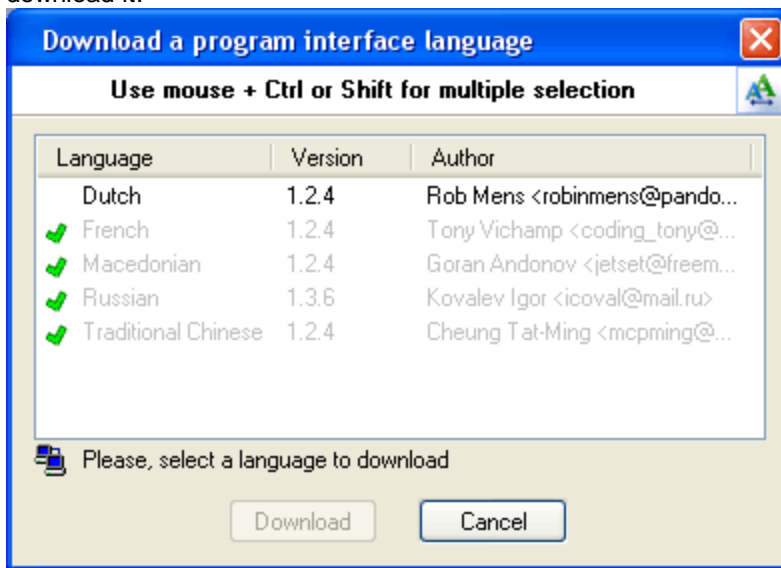 download it.
Download a program interface language
Use mouse + Ctrl or Shift for multiple selection
Language Version Author
Dutch 1.2.4 Rob Mens <robinmens@pando...
French 1.2.4 Tony Vichamp <coding_tony@...
Macedonian 1.2.4 Goran Andonov <jetset@freem...
Russian 1.3.6 Kovalev Igor <icoval@mail.ru>
Traditional Chinese 1.2.4 Cheung Tat-Ming <mcpming@...
Please, select a language to download
Download Cancel